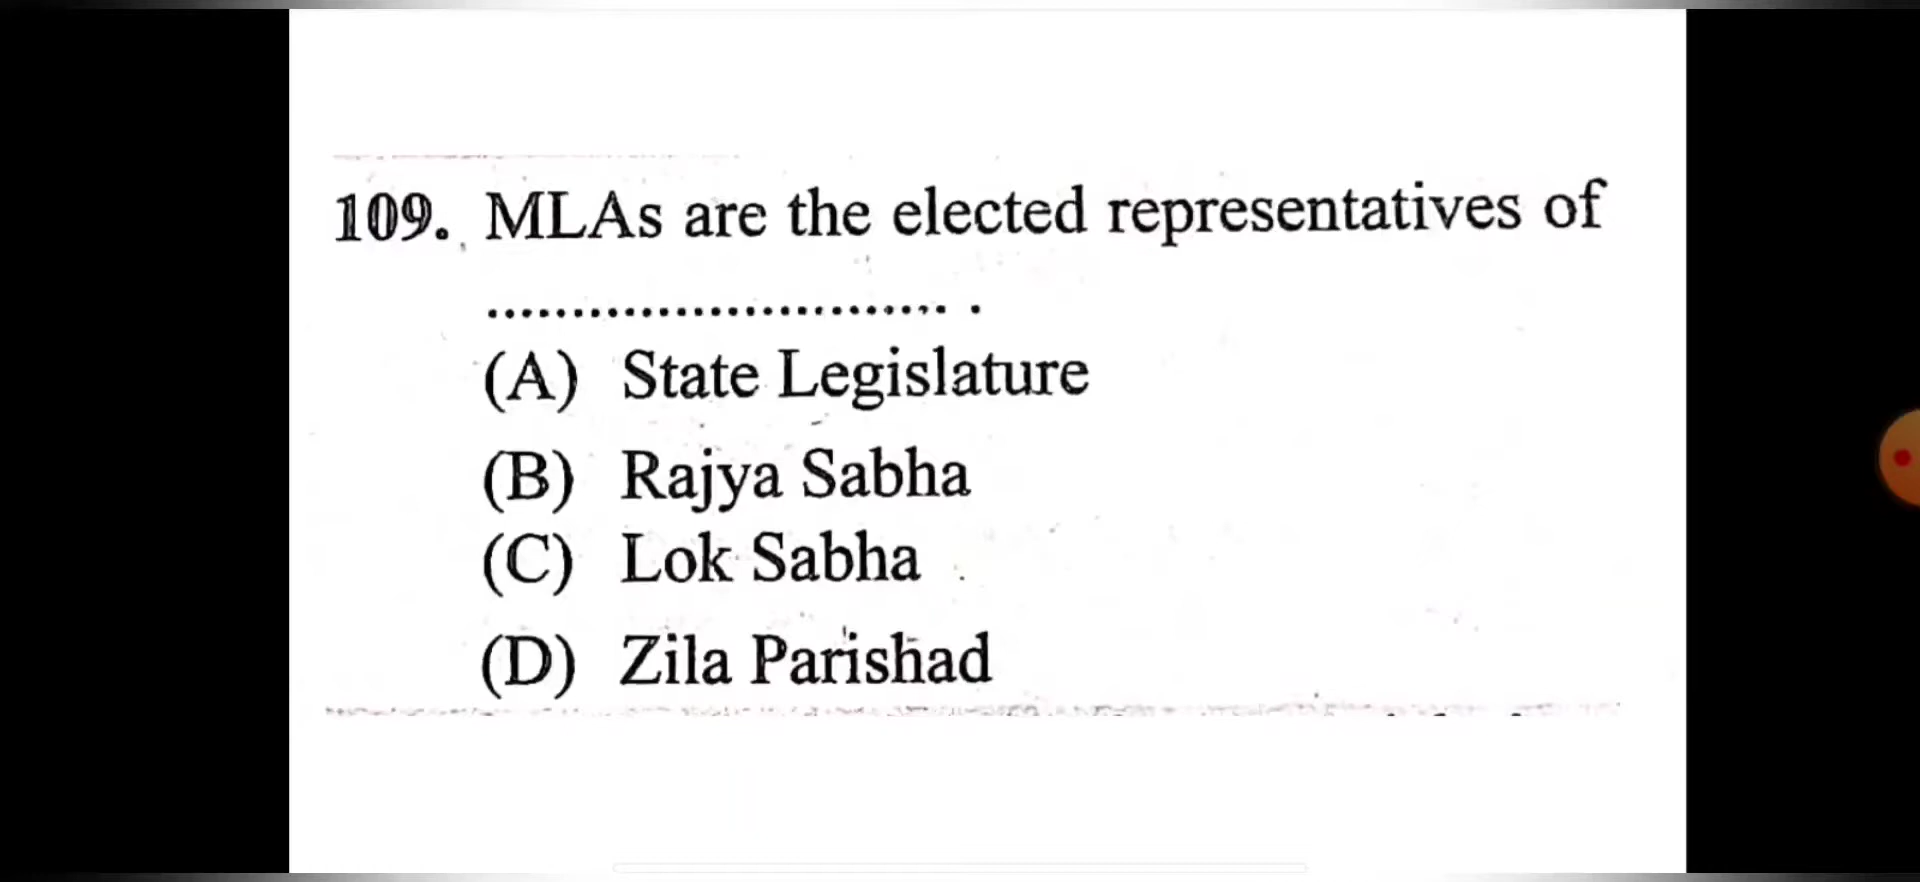 109. MLAs are the elected representatives of
........................... .
(A) State Legislature
(B) Rajya Sabha
(C) Lok Sabha
(D) Zila Parishad